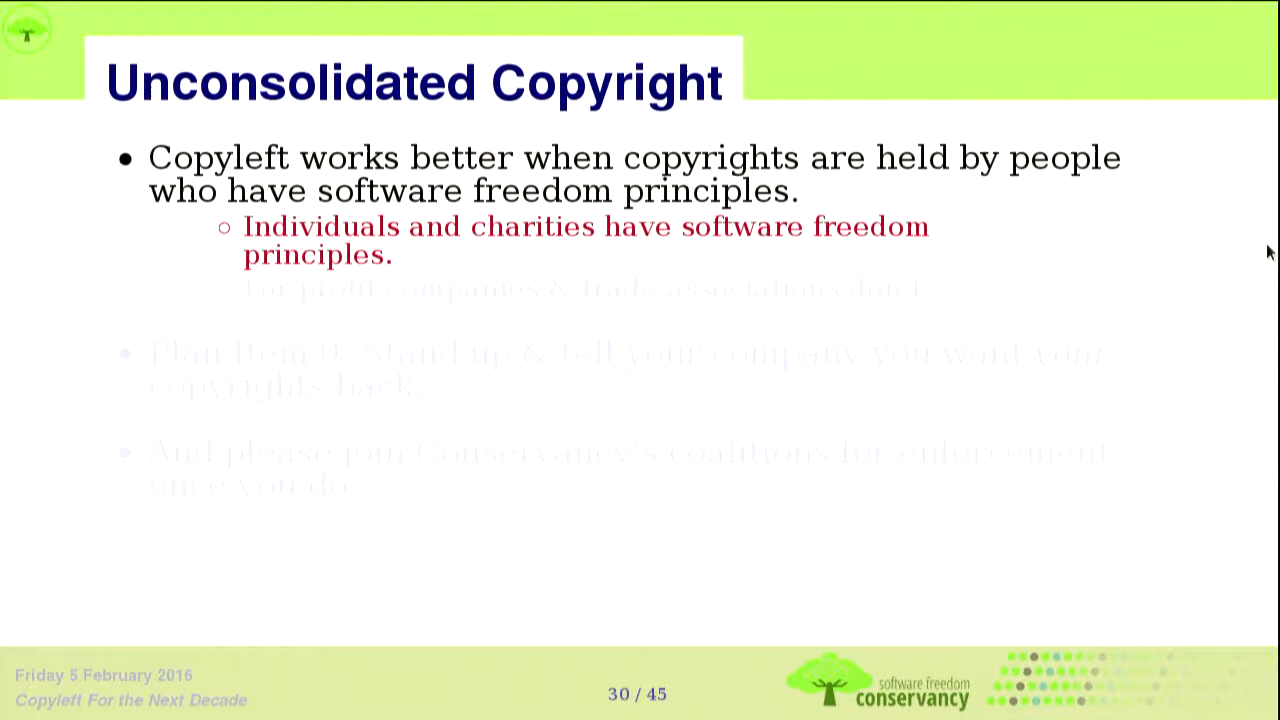 Unconsolidated Copyright
• Copyleft works better when copyrights are held by people
who have software freedom principles.
○ Individuals and charities have software freedom
principles.
For profit companies & trade associations don't.
• Plan Item 0: Stand up & tell your company you want your
copyrights back.
• And please join Conservancy's coalitions for enforcement
once you do.
Friday 5 February 2016
Copyleft For the Next Decade
30 / 45
software freedom
conservancy